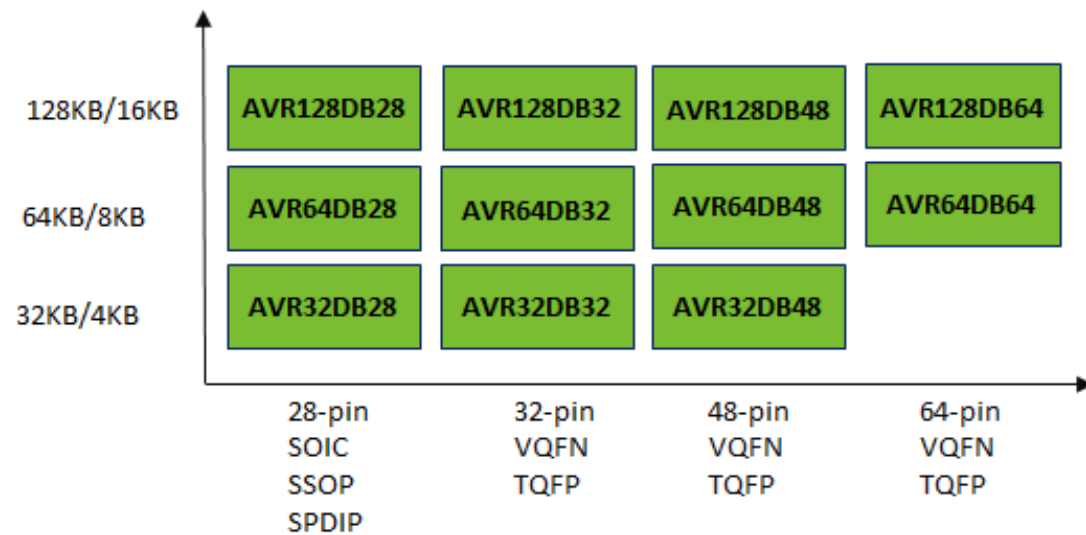 128KB/16KB AVR128DB28 AVR128DB32 AVR128DB48 AVR128DB64
64KB/8KB AVR64DB28 AVR64DB32 AVR64DB48 AVR64DB64
32KB/4KB AVR32DB28 AVR32DB32 AVR32DB48
28-pin 32-pin 48-pin 64-pin
SOIC VQFN VQFN VQFN
SSOP TQFP TQFP TQFP
SPDIP